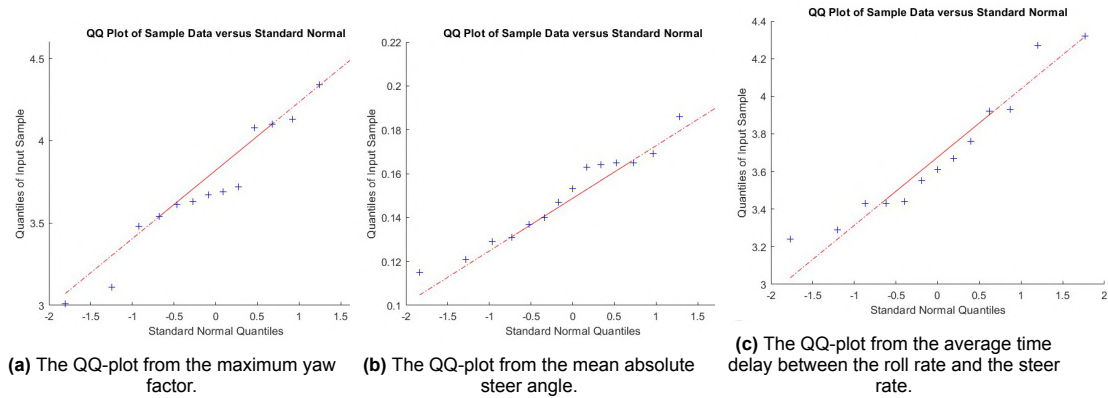 QQ Plot of Sample Data versus Standard Normal
4.5
4
3.5
3
Quantiles of Input Sample
-2 -1.5 -1 -0.5 0 0.5 1 1.5
Standard Normal Quantiles
(a) The QQ-plot from the maximum yaw
factor.
QQ Plot of Sample Data versus Standard Normal
0.22
0.2
0.18
0.16
0.14
0.12
0.1
Quantiles of Input Sample
-2 -1.5 -1 -0.5 0 0.5 1 1.5
Standard Normal Quantiles
(b) The QQ-plot from the mean absolute
steer angle.
QQ Plot of Sample Data versus Standard Normal
4.4
4.2
4
3.8
3.6
3.4
3.2
3
Quantiles of Input Sample
-2 -1.5 -1 -0.5 0 0.5 1 1.5 2
Standard Normal Quantiles
(c) The QQ-plot from the average time
delay between the roll rate and the steer
rate.